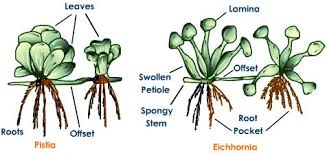 Leaves
Roots
Offset
Pistia
Lamina
Swollen
Petiole
Offset
Spongy
Stem
Root
Pocket
Eichhornia